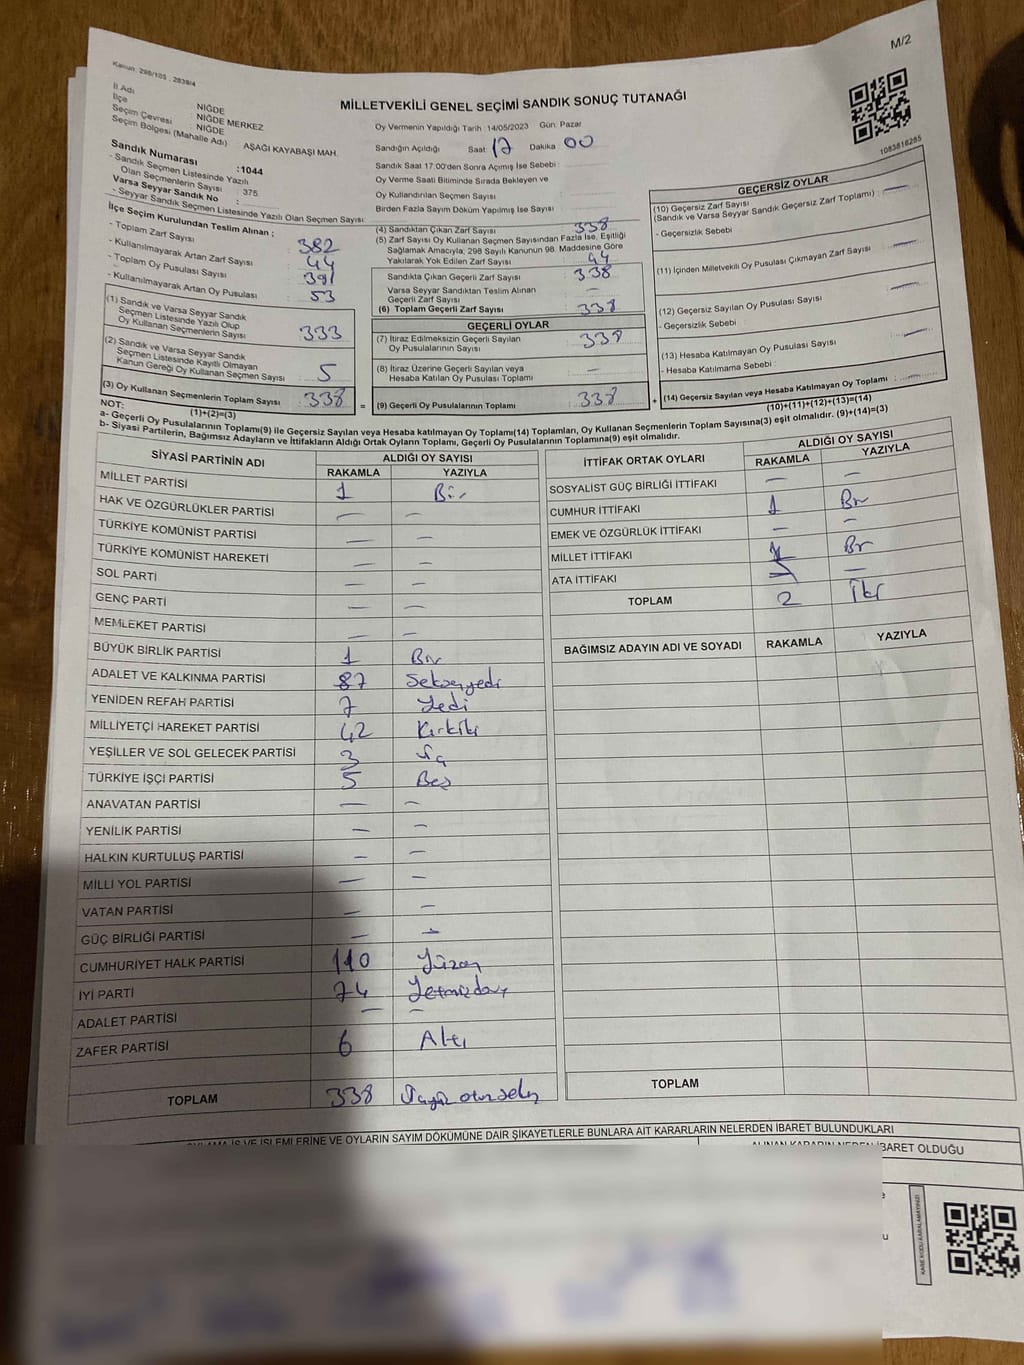 M/2
Kanun: 298/105 , 2839/4
MİLLETVEKİLİ GENEL SEÇİMİ SANDIK SONUÇ TUTANAĞI
İl Adı NİĞDE
İlçe NİĞDE MERKEZ
Seçim Çevresi NİĞDE
Seçim Bölgesi (Mahalle Adı) AŞAĞI KAYABAŞI MAH.
Sandık Numarası :1044
- Sandık Seçmen Listesinde Yazılı
Olan Seçmenlerin Sayısı : 375
Varsa Seyyar Sandık No :
- Seyyar Sandık Seçmen Listesinde Yazılı Olan Seçmen Sayısı :
İlçe Seçim Kurulundan Teslim Alınan ;
- Toplam Zarf Sayısı : 382
- Kullanılmayarak Artan Zarf Sayısı : 44
- Toplam Oy Pusulası Sayısı : 391
- Kullanılmayarak Artan Oy Pusulası : 53
(1) Sandık ve Varsa Seyyar Sandık
Seçmen Listesinde Yazılı Olup
Oy Kullanan Seçmenlerin Sayısı : 333
(2) Sandık ve Varsa Seyyar Sandık
Seçmen Listesinde Kayıtlı Olmayan
Kanun Gereği Oy Kullanan Seçmen Sayısı : 5
(3) Oy Kullanan Seçmenlerin Toplam Sayısı : 338
(1)+(2)=(3)
Oy Vermenin Yapıldığı Tarih :14/05/2023 Gün: Pazar
Sandığın Açıldığı Saat : 17 Dakika : 00
Sandık Saat 17:00'den Sonra Açımış İse Sebebi :
Oy Verme Saati Bitiminde Sırada Bekleyen ve
Oy Kullandırılan Seçmen Sayısı :
Birden Fazla Sayım Döküm Yapılmış İse Sayısı :
(4) Sandıktan Çıkan Zarf Sayısı : 338
(5) Zarf Sayısı Oy Kullanan Seçmen Sayısından Fazla İse, Eşitliği
Sağlamak Amacıyla, 298 Sayılı Kanunun 98. Maddesine Göre
Yakılarak Yok Edilen Zarf Sayısı : 44
Sandıkta Çıkan Geçerli Zarf Sayısı : 338
Varsa Seyyar Sandıktan Teslim Alınan
Geçerli Zarf Sayısı : —
(6) Toplam Geçerli Zarf Sayısı : 338
GEÇERLİ OYLAR
(7) İtiraz Edilmeksizin Geçerli Sayılan
Oy Pusulalarının Sayısı : 338
(8) İtiraz Üzerine Geçerli Sayılan veya
Hesaba Katılan Oy Pusulası Toplamı : —
= (9) Geçerli Oy Pusulalarının Toplamı : 338 +
1083816285
GEÇERSİZ OYLAR
(10) Geçersiz Zarf Sayısı
(Sandık ve Varsa Seyyar Sandık Geçersiz Zarf Toplamı) : —
- Geçersizlik Sebebi :
(11) İçinden Milletvekili Oy Pusulası Çıkmayan Zarf Sayısı : —
(12) Geçersiz Sayılan Oy Pusulası Sayısı : —
- Geçersizlik Sebebi :
(13) Hesaba Katılmayan Oy Pusulası Sayısı : —
- Hesaba Katılmama Sebebi :
(14) Geçersiz Sayılan veya Hesaba Katılmayan Oy Toplamı : —
(10)+(11)+(12)+(13)=(14)
NOT:
a- Geçerli Oy Pusulalarının Toplamı(9) ile Geçersiz Sayılan veya Hesaba katılmayan Oy Toplamı(14) Toplamları, Oy Kullanan Seçmenlerin Toplam Sayısına(3) eşit olmalıdır. (9)+(14)=(3)
b- Siyasi Partilerin, Bağımsız Adayların ve İttifakların Aldığı Ortak Oyların Toplamı, Geçerli Oy Pusulalarının Toplamına(9) eşit olmalıdır.
SİYASİ PARTİNİN ADI ALDIĞI OY SAYISI
RAKAMLA YAZIYLA
MİLLET PARTİSİ 1 Bir
HAK VE ÖZGÜRLÜKLER PARTİSİ — —
TÜRKİYE KOMÜNİST PARTİSİ — —
TÜRKİYE KOMÜNİST HAREKETİ — —
SOL PARTİ — —
GENÇ PARTİ — —
MEMLEKET PARTİSİ — —
BÜYÜK BİRLİK PARTİSİ 1 Bir
ADALET VE KALKINMA PARTİSİ 87 Seksenyedi
YENİDEN REFAH PARTİSİ 7 Yedi
MİLLİYETÇİ HAREKET PARTİSİ 42 Kırkiki
YEŞİLLER VE SOL GELECEK PARTİSİ 3 Üç
TÜRKİYE İŞÇİ PARTİSİ 5 Beş
ANAVATAN PARTİSİ — —
YENİLİK PARTİSİ — —
HALKIN KURTULUŞ PARTİSİ — —
MİLLİ YOL PARTİSİ — —
VATAN PARTİSİ — —
GÜÇ BİRLİĞİ PARTİSİ — —
CUMHURİYET HALK PARTİSİ 110 Yüzon
İYİ PARTİ 74 Yetmişdört
ADALET PARTİSİ — —
ZAFER PARTİSİ 6 Altı
TOPLAM 338 Üçyüz otuz sekiz
İTTİFAK ORTAK OYLARI ALDIĞI OY SAYISI
RAKAMLA YAZIYLA
SOSYALİST GÜÇ BİRLİĞİ İTTİFAKI — —
CUMHUR İTTİFAKI 1 Bir
EMEK VE ÖZGÜRLÜK İTTİFAKI — —
MİLLET İTTİFAKI 1 Bir
ATA İTTİFAKI —
TOPLAM 2 İki
BAĞIMSIZ ADAYIN ADI VE SOYADI RAKAMLA YAZIYLA
TOPLAM
OYLAMA İŞ VE İŞLEMLERİNE VE OYLARIN SAYIM DÖKÜMÜNE DAİR ŞİKAYETLERLE BUNLARA AİT KARARLARIN NELERDEN İBARET BULUNDUKLARI
ALINAN KARARIN NEDEN İBARET OLDUĞU